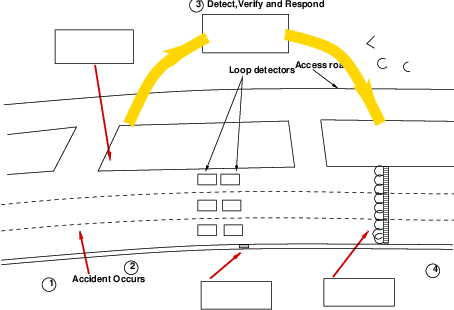 3 Detect,Verify and Respond
Access roa
Loop detectors
2
4
1
Accident Occurs